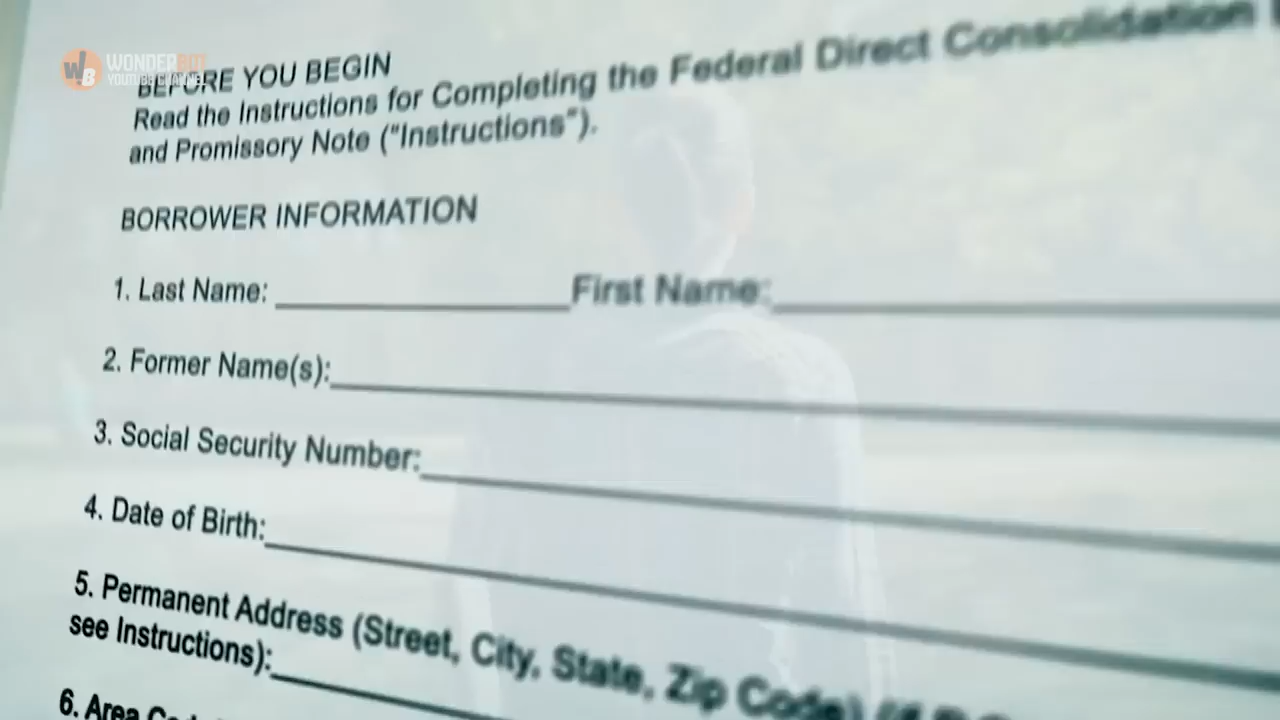 WONDERBOT
YOUTUBE CHANNEL
BEFORE YOU BEGIN
Read the Instructions for Completing the Federal Direct Consolidation
and Promissory Note ("Instructions").
BORROWER INFORMATION
1. Last Name: First Name:
2. Former Name(s):
3. Social Security Number:
4. Date of Birth:
5. Permanent Address (Street, City, State, Zip Code)
see Instructions):
6. Area